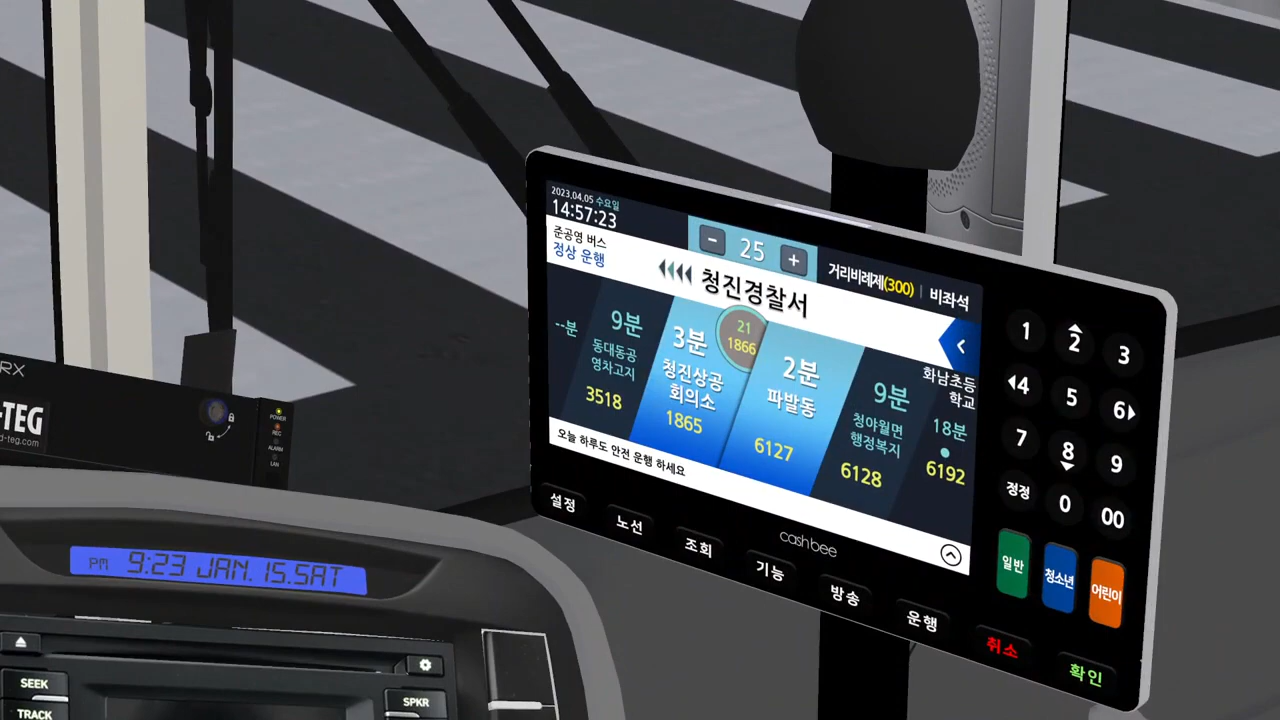 2023.04.05 수요일
14:57:23
- 25 +
준공영 버스
정상 운행
거리비례제(300) | 비좌석
청진경찰서
--분
9분
동대동공
영차고지
3518
3분
청진상공
회의소
1865
21
1866
2분
파발동
6127
9분
청야월면
행정복지
6128
화남초등
학교
18분
6192
오늘 하루도 안전 운행 하세요
cashbee
설정
노선
조회
기능
방송
운행
취소
확인
1 2 3
4 5 6
7 8 9
정정 0 00
일반
청소년
어린이
RX
-TEG
d-teg.com
POWER
REC
ALARM
LAN
PM 9:23 JAN. 15.SAT
SEEK
TRACK
SPKR